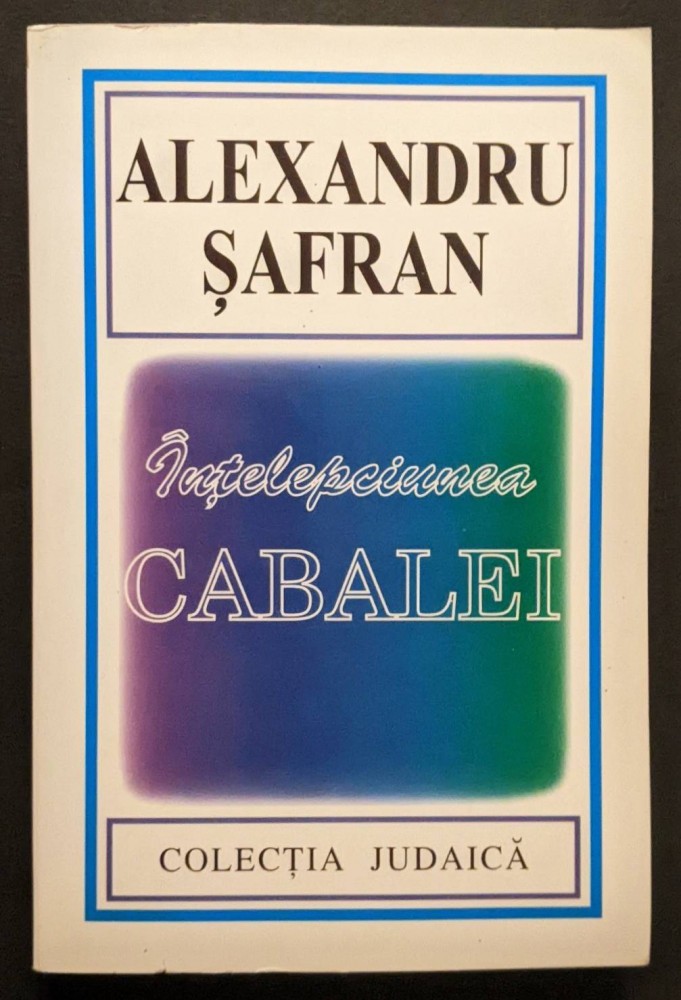 ALEXANDRU
ȘAFRAN
Înțelepciunea
CABALEI
COLECȚIA JUDAICĂ